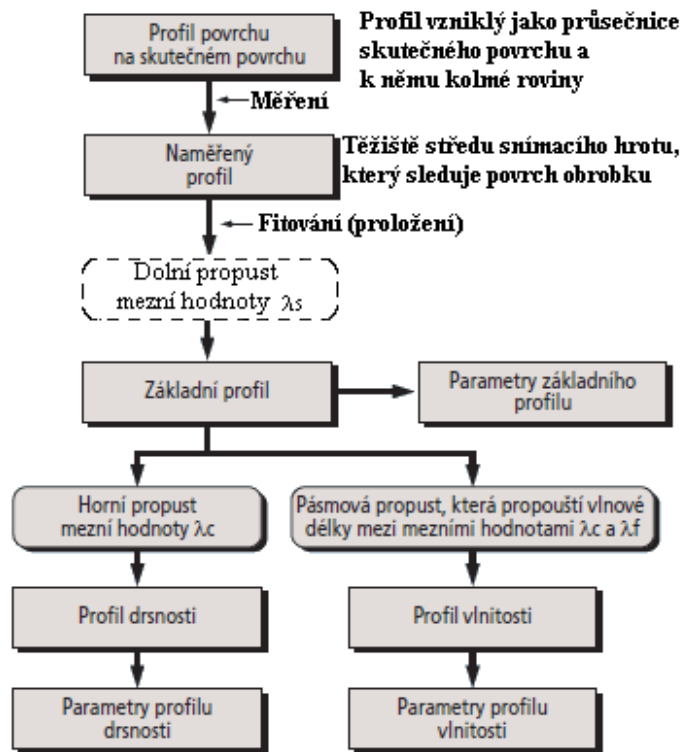 Profil povrchu
na skutečném povrchu
Profil vzniklý jako průsečnice
skutečného povrchu a
k němu kolmé roviny
Měření
Naměřený
profil
Těžiště středu snímacího hrotu,
který sleduje povrch obrobku
Fitování (proložení)
Dolní propust
mezní hodnoty λs
Základní profil
Parametry základního
profilu
Horní propust
mezní hodnoty λc
Pásmová propust, která propouští vlnové
délky mezi mezními hodnotami λc a λf
Profil drsnosti
Profil vlnitosti
Parametry profilu
drsnosti
Parametry profilu
vlnitosti